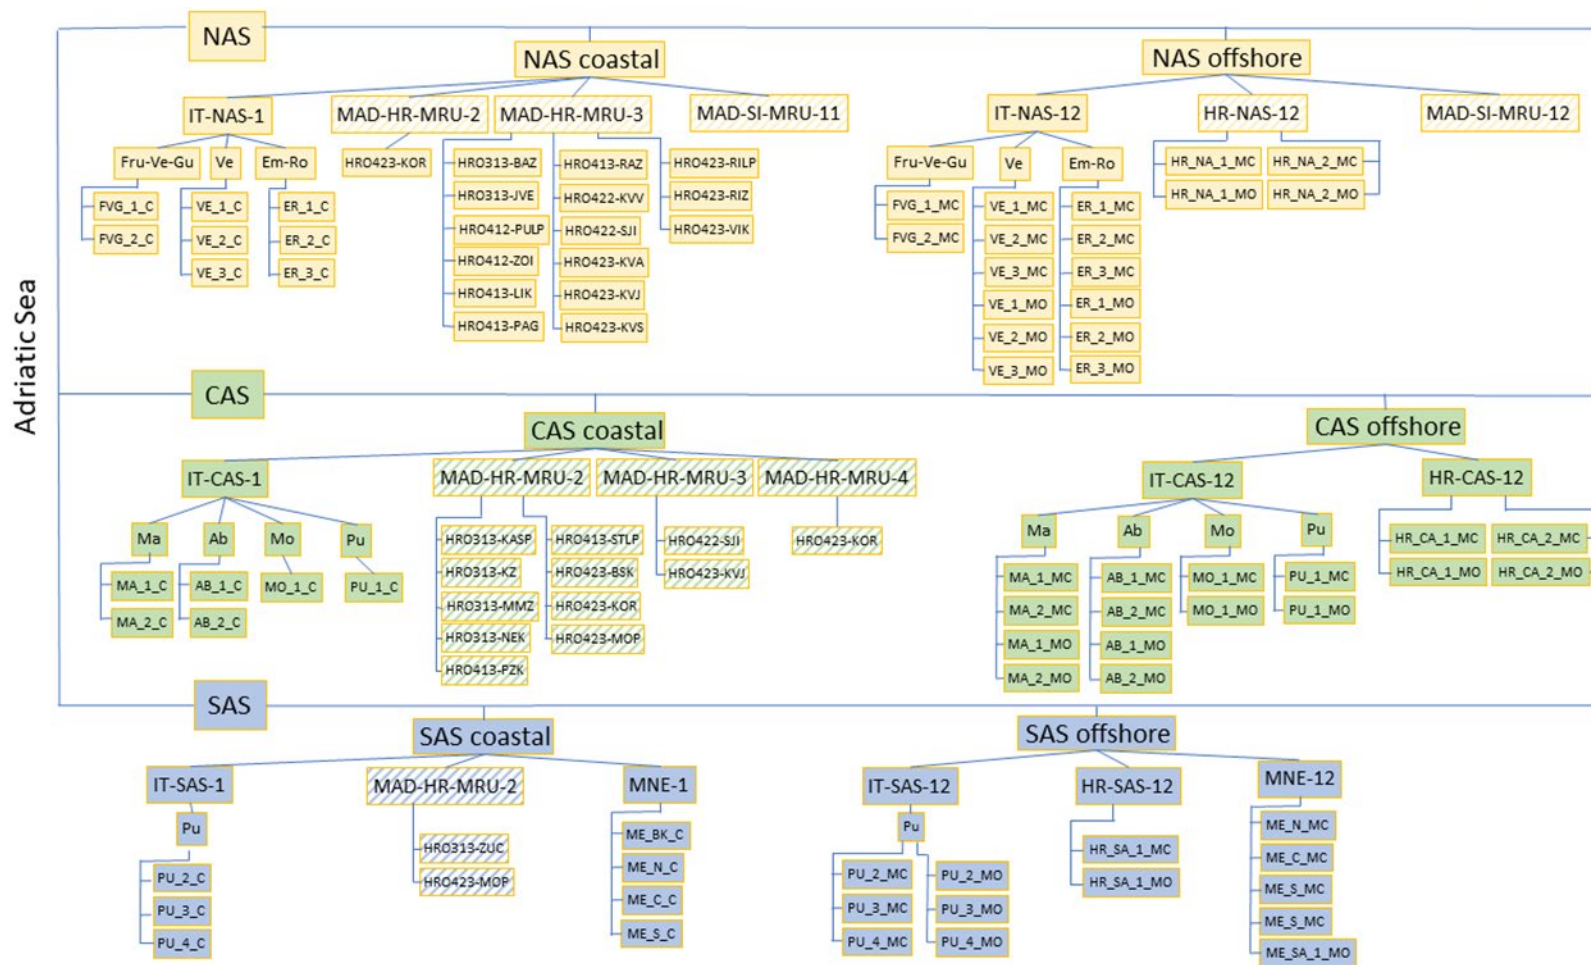 Adriatic Sea
NAS
NAS coastal
IT-NAS-1
Fru-Ve-Gu
FVG_1_C
FVG_2_C
Ve
VE_1_C
VE_2_C
VE_3_C
Em-Ro
ER_1_C
ER_2_C
ER_3_C
MAD-HR-MRU-2
HRO423-KOR
MAD-HR-MRU-3
HRO313-BAZ
HRO313-JVE
HRO412-PULP
HRO412-ZOI
HRO413-LIK
HRO413-PAG
HRO413-RAZ
HRO422-KVV
HRO422-SJI
HRO423-KVA
HRO423-KVJ
HRO423-KVS
HRO423-RILP
HRO423-RIZ
HRO423-VIK
MAD-SI-MRU-11
NAS offshore
IT-NAS-12
Fru-Ve-Gu
FVG_1_MC
FVG_2_MC
Ve
VE_1_MC
VE_2_MC
VE_3_MC
VE_1_MO
VE_2_MO
VE_3_MO
Em-Ro
ER_1_MC
ER_2_MC
ER_3_MC
ER_1_MO
ER_2_MO
ER_3_MO
HR-NAS-12
HR_NA_1_MC
HR_NA_1_MO
HR_NA_2_MC
HR_NA_2_MO
MAD-SI-MRU-12
CAS
CAS coastal
IT-CAS-1
Ma
MA_1_C
MA_2_C
Ab
AB_1_C
AB_2_C
Mo
MO_1_C
Pu
PU_1_C
MAD-HR-MRU-2
HRO313-KASP
HRO313-KZ
HRO313-MMZ
HRO313-NEK
HRO413-PZK
HRO413-STLP
HRO423-BSK
HRO423-KOR
HRO423-MOP
MAD-HR-MRU-3
HRO422-SJI
HRO423-KVJ
MAD-HR-MRU-4
HRO423-KOR
CAS offshore
IT-CAS-12
Ma
MA_1_MC
MA_2_MC
MA_1_MO
MA_2_MO
Ab
AB_1_MC
AB_2_MC
AB_1_MO
AB_2_MO
Mo
MO_1_MC
MO_1_MO
Pu
PU_1_MC
PU_1_MO
HR-CAS-12
HR_CA_1_MC
HR_CA_1_MO
HR_CA_2_MC
HR_CA_2_MO
SAS
SAS coastal
IT-SAS-1
Pu
PU_2_C
PU_3_C
PU_4_C
MAD-HR-MRU-2
HRO313-ZUC
HRO423-MOP
MNE-1
ME_BK_C
ME_N_C
ME_C_C
ME_S_C
SAS offshore
IT-SAS-12
Pu
PU_2_MC
PU_3_MC
PU_4_MC
PU_2_MO
PU_3_MO
PU_4_MO
HR-SAS-12
HR_SA_1_MC
HR_SA_1_MO
MNE-12
ME_N_MC
ME_C_MC
ME_S_MC
ME_S_MC
ME_SA_1_MO